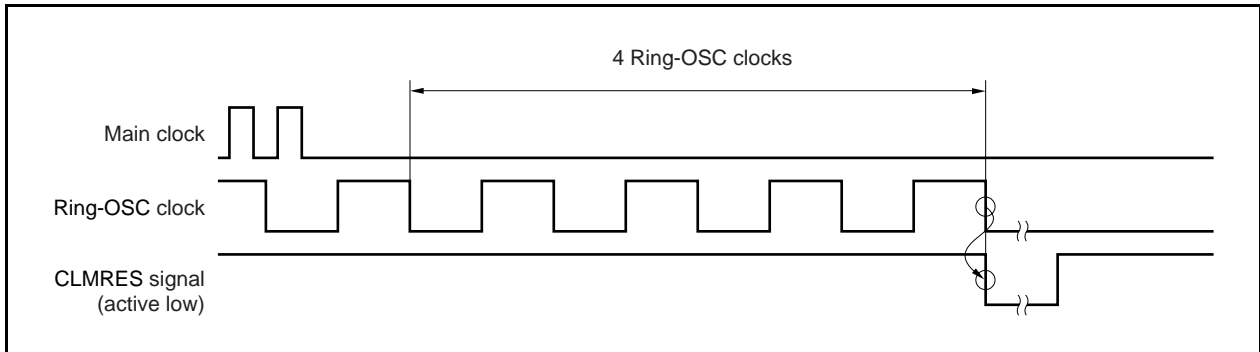 4 Ring-OSC clocks
Main clock
Ring-OSC clock
CLMRES signal
(active low)